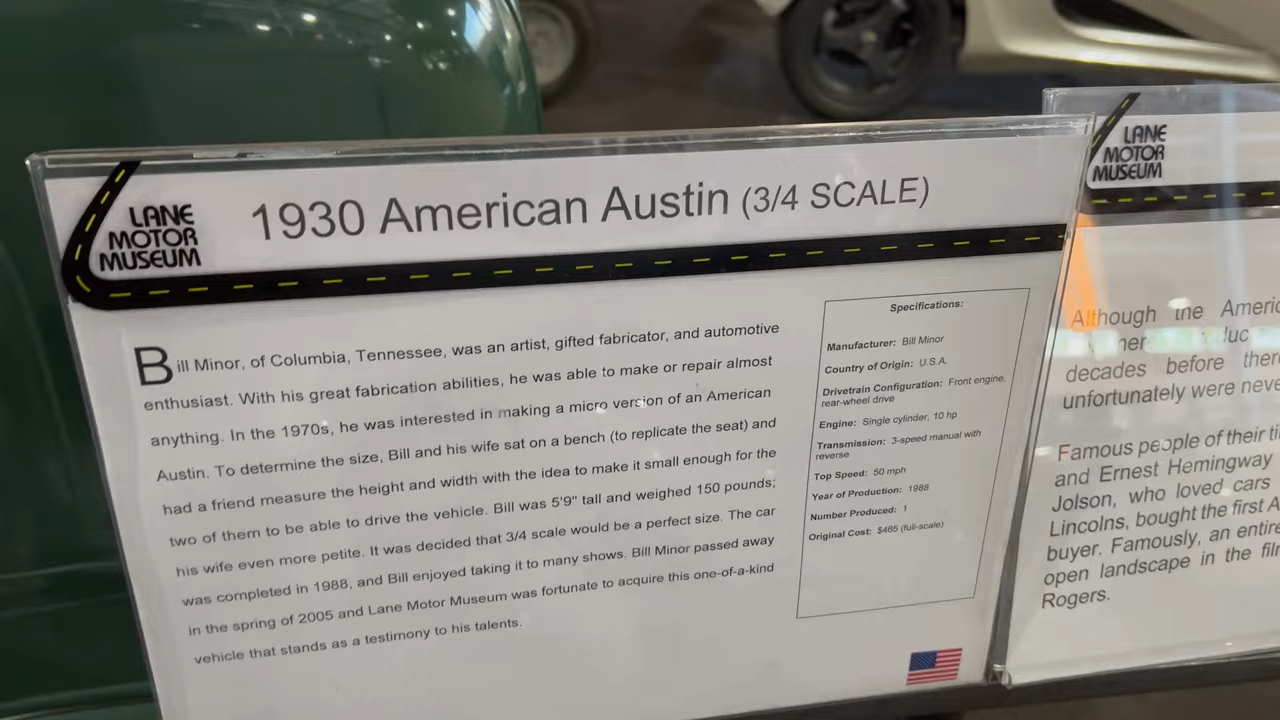 LANE
MOTOR
MUSEUM
1930 American Austin (3/4 SCALE)
Bill Minor, of Columbia, Tennessee, was an artist, gifted fabricator, and automotive
enthusiast. With his great fabrication abilities, he was able to make or repair almost
anything. In the 1970s, he was interested in making a micro version of an American
Austin. To determine the size, Bill and his wife sat on a bench (to replicate the seat) and
had a friend measure the height and width with the idea to make it small enough for the
two of them to be able to drive the vehicle. Bill was 5'9" tall and weighed 150 pounds;
his wife even more petite. It was decided that 3/4 scale would be a perfect size. The car
was completed in 1988, and Bill enjoyed taking it to many shows. Bill Minor passed away
in the spring of 2005 and Lane Motor Museum was fortunate to acquire this one-of-a-kind
vehicle that stands as a testimony to his talents.
Specifications:
Manufacturer: Bill Minor
Country of Origin: U.S.A.
Drivetrain Configuration: Front engine,
rear-wheel drive
Engine: Single cylinder, 10 hp
Transmission: 3-speed manual with
reverse
Top Speed: 50 mph
Year of Production: 1988
Number Produced: 1
Original Cost: $465 (full-scale)
LANE
MOTOR
MUSEUM
Although the Americ
decades before ther
unfortunately were neve
Famous people of their ti
and Ernest Hemingway
Jolson, who loved cars
Lincolns, bought the first A
buyer. Famously, an entire
open landscape in the fil
Rogers.